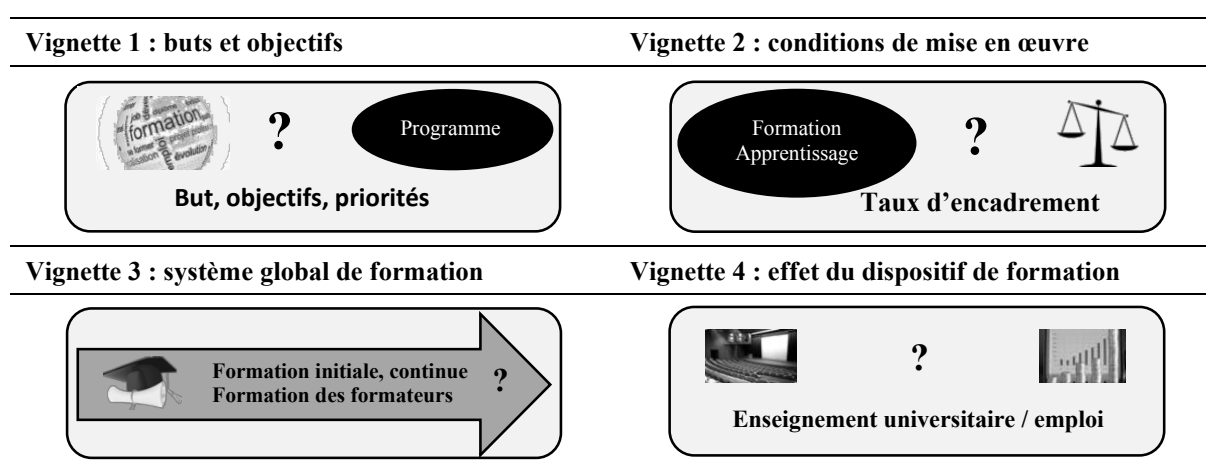 Vignette 1 : buts et objectifs
Vignette 2 : conditions de mise en œuvre
formation
?
Programme
But, objectifs, priorités
Formation
Apprentissage
?
Taux d’encadrement
Vignette 3 : système global de formation
Vignette 4 : effet du dispositif de formation
Formation initiale, continue
Formation des formateurs
?
?
Enseignement universitaire / emploi